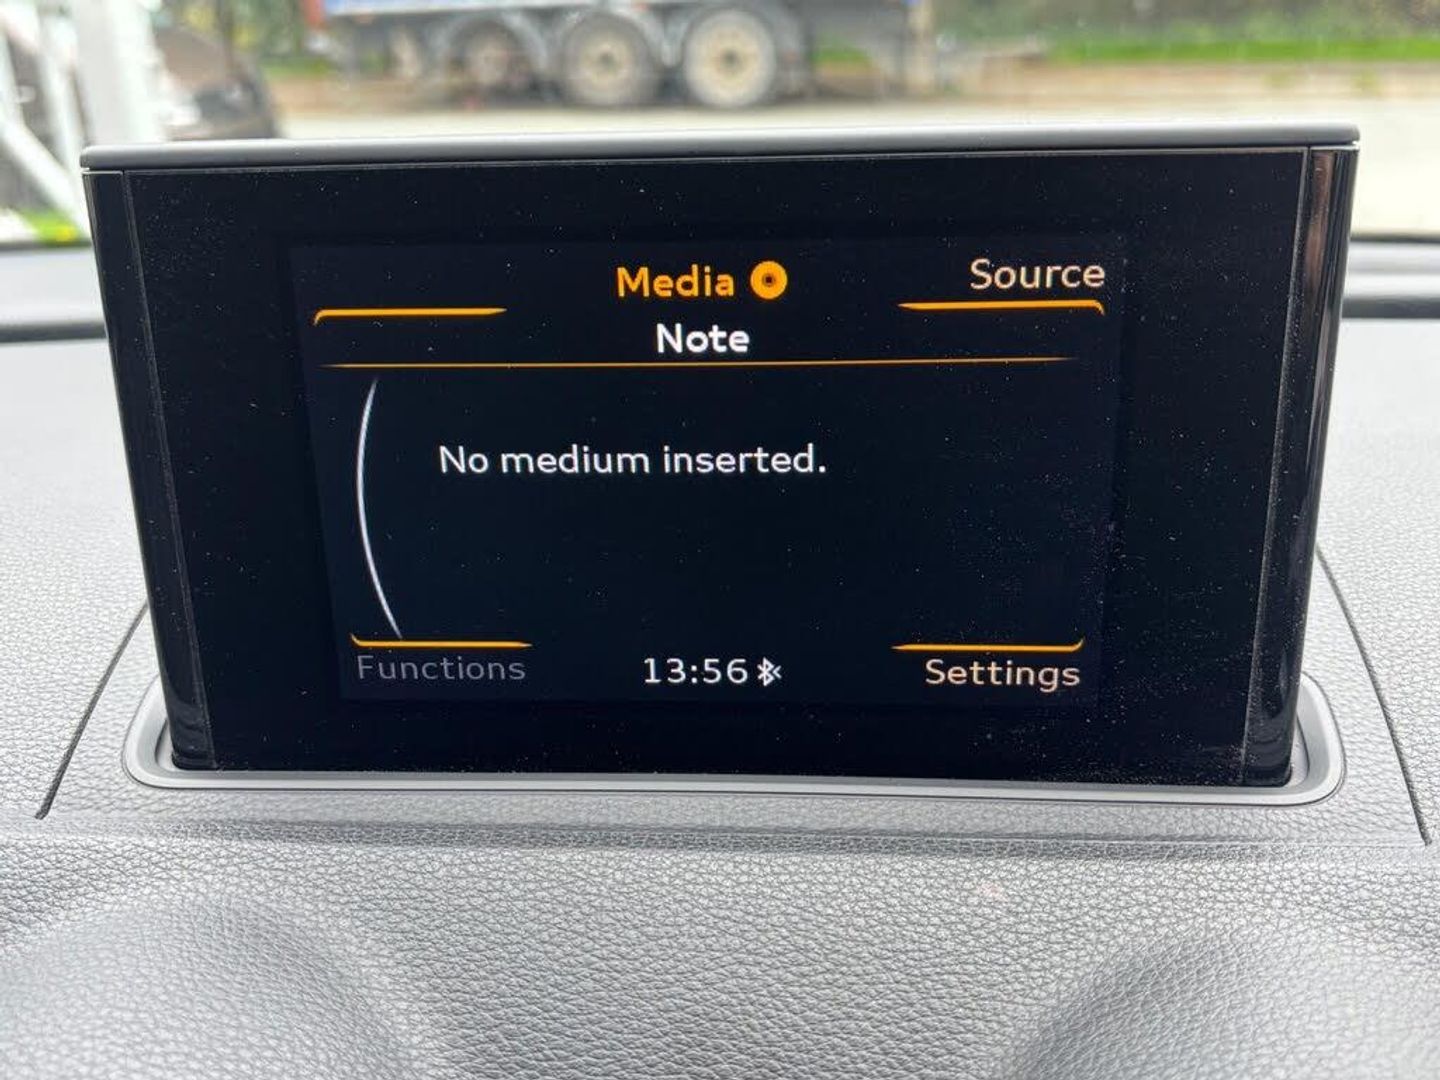 Media
Source
Note
No medium inserted.
Functions
13:56
Settings